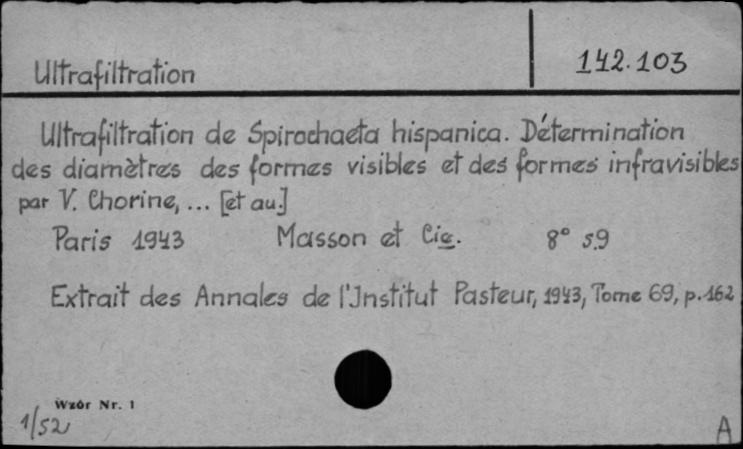 Ultrafiltration
142.103
Ultrafiltration de Spirochaeta hispanica. Détermination
des diamètres des formes visibles et des formes infravisibles
par V. Chorine, ... [et au.]
Paris 1943 Masson et Cie. 8° s.9
Extrait des Annales de l'Institut Pasteur, 1943, Tome 69, p.162
Wzór Nr. 1
1/52
A